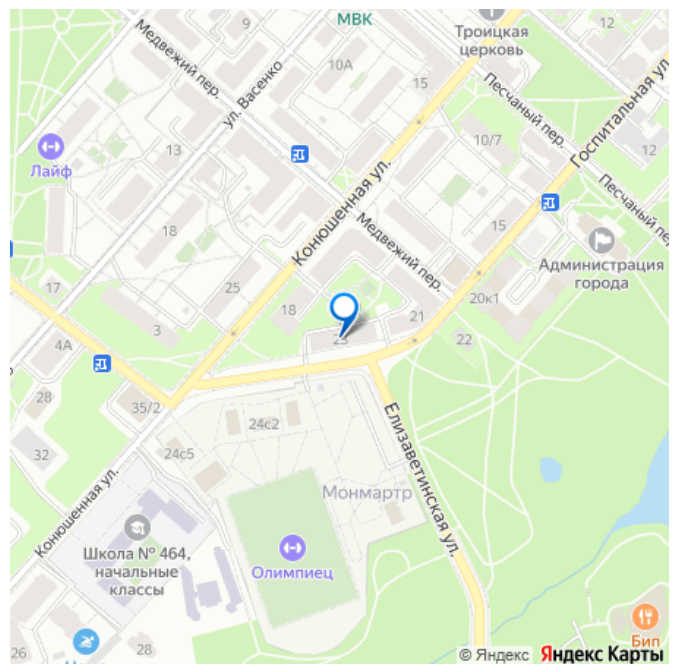 МВК
9
Троицкая
церковь
12
Медвежий пер.
ул. Васенко
10А
15
Песчаный пер.
Госпитальная ул.
10/7
12
Лайф
13
Конюшенная ул.
Песчаный пер.
18
Медвежий пер.
15
Администрация
города
17
25
18
20к1
3
23
21
22
4А
28
35/2
24с2
Елизаветинская ул.
32
24с5
Конюшенная ул.
Монмартр
Школа № 464,
начальные
классы
Олимпиец
26
28
Бип
© Яндекс Яндекс Карты